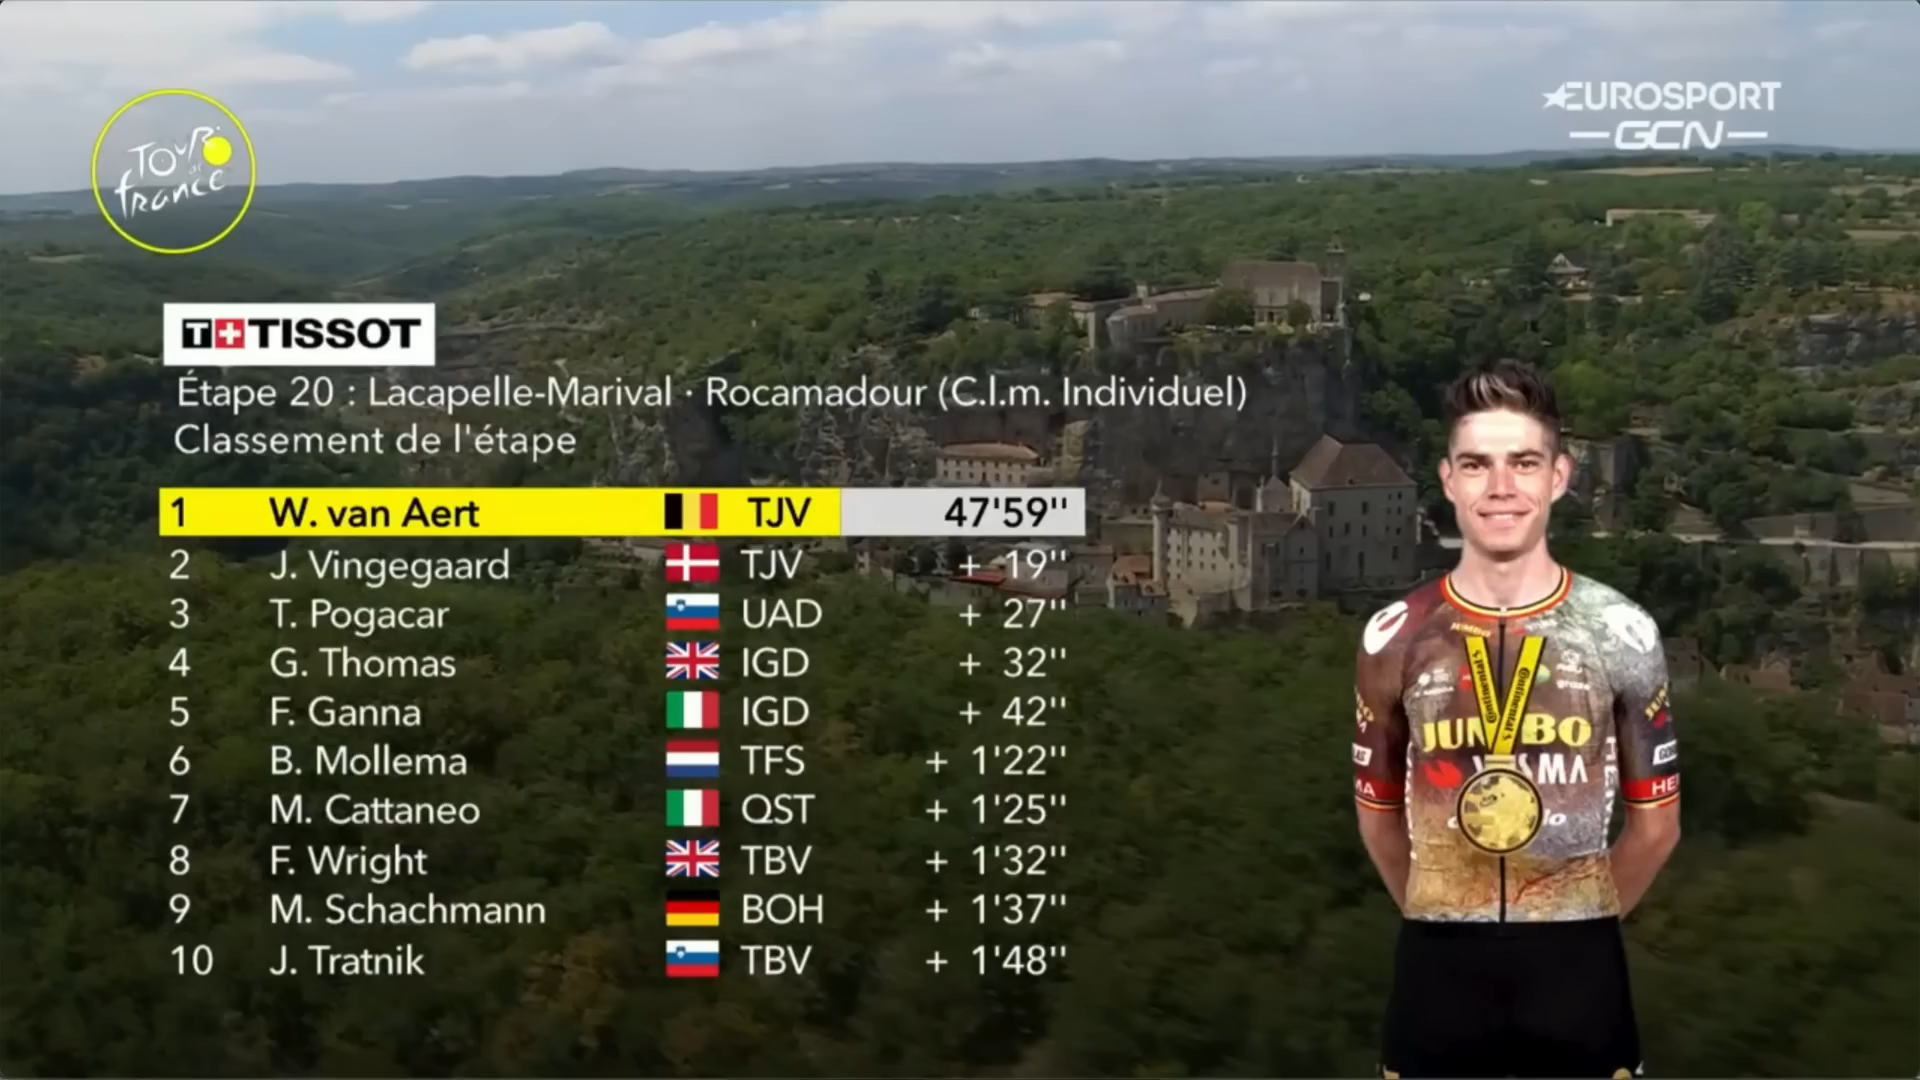 TOUR de france
EUROSPORT
GCN
T+ TISSOT
Étape 20 : Lacapelle-Marival · Rocamadour (C.l.m. Individuel)
Classement de l'étape
1 W. van Aert TJV 47'59''
2 J. Vingegaard TJV + 19''
3 T. Pogacar UAD + 27''
4 G. Thomas IGD + 32''
5 F. Ganna IGD + 42''
6 B. Mollema TFS + 1'22''
7 M. Cattaneo QST + 1'25''
8 F. Wright TBV + 1'32''
9 M. Schachmann BOH + 1'37''
10 J. Tratnik TBV + 1'48''
JUMBO
Continental Continental
JUMBO
VISMA